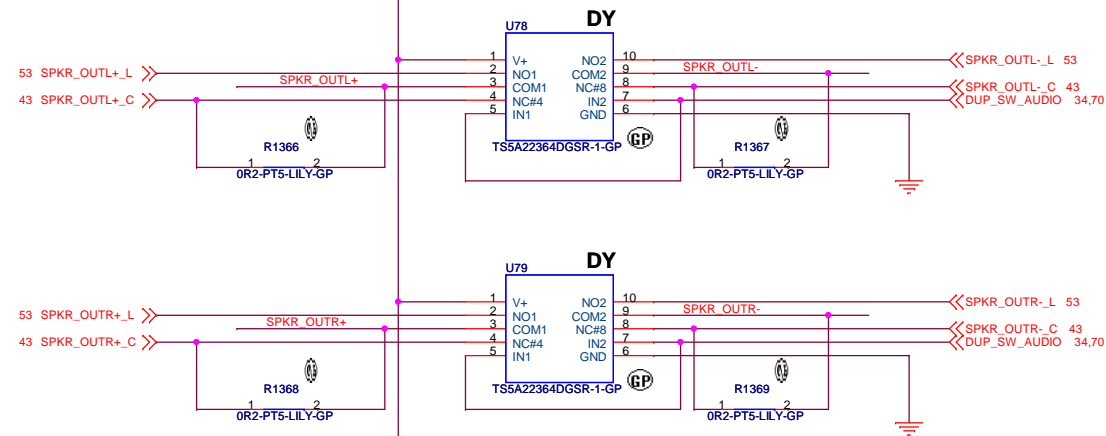 DY
U78
1 V+ NO2 10
53 SPKR_OUTL+_L 2 NO1 COM2 9 SPKR_OUTL-_L 53
SPKR_OUTL+ 3 COM1 NC#8 8 SPKR_OUTL-
43 SPKR_OUTL+_C 4 NC#4 IN2 7 SPKR_OUTL-_C 43
5 IN1 GND 6 DUP_SW_AUDIO 34,70
GP
R1366 TS5A22364DGSR-1-GP R1367
1 2 1 2
0R2-PT5-LILY-GP 0R2-PT5-LILY-GP
DY
U79
1 V+ NO2 10
53 SPKR_OUTR+_L 2 NO1 COM2 9 SPKR_OUTR-_L 53
SPKR_OUTR+ 3 COM1 NC#8 8 SPKR_OUTR-
43 SPKR_OUTR+_C 4 NC#4 IN2 7 SPKR_OUTR-_C 43
5 IN1 GND 6 DUP_SW_AUDIO 34,70
GP
R1368 TS5A22364DGSR-1-GP R1369
1 2 1 2
0R2-PT5-LILY-GP 0R2-PT5-LILY-GP